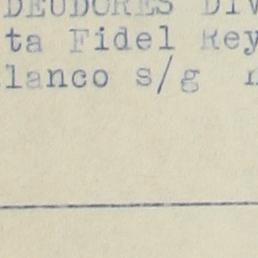 DEUDORES DIV
ta Fidel Rey
lanco s/g